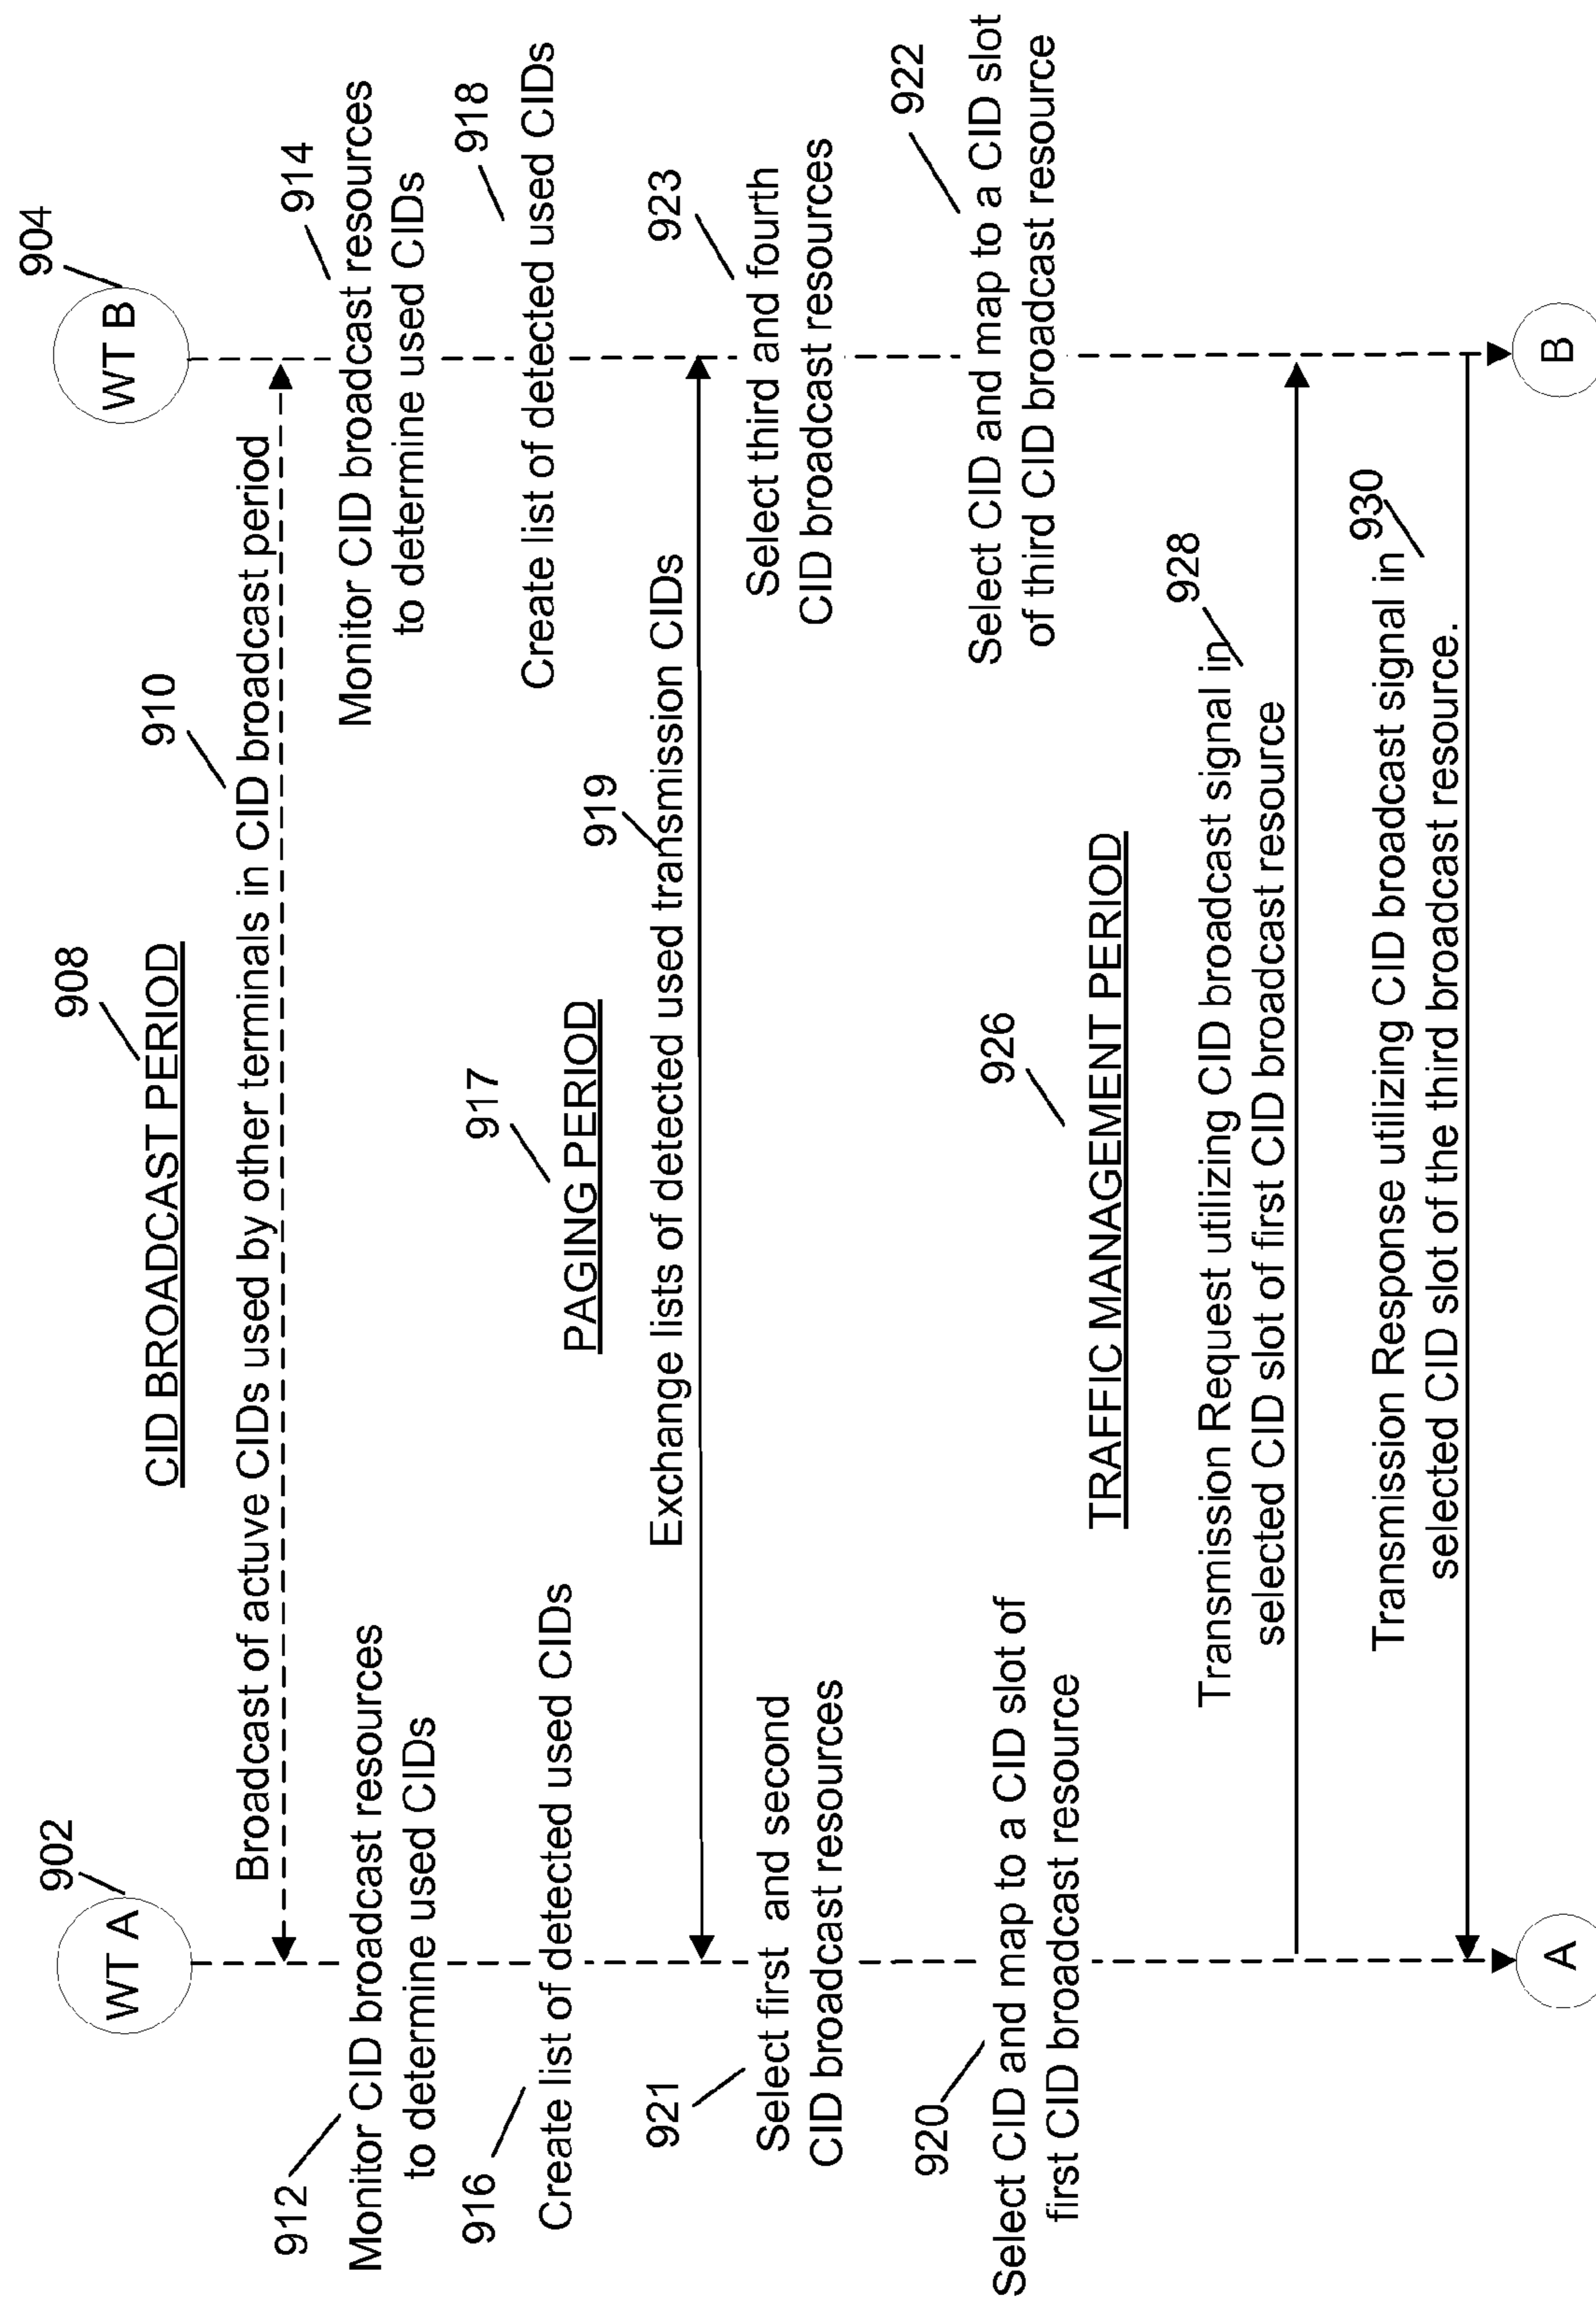 902
WT A
904
WT B
908
CID BROADCAST PERIOD
910
Broadcast of actuve CIDs used by other terminals in CID broadcast period
912
Monitor CID broadcast resources
to determine used CIDs
914
Monitor CID broadcast resources
to determine used CIDs
916
Create list of detected used CIDs
917
PAGING PERIOD
918
Create list of detected used CIDs
919
Exchange lists of detected used transmission CIDs
921
Select first and second
CID broadcast resources
923
Select third and fourth
CID broadcast resources
920
Select CID and map to a CID slot of
first CID broadcast resource
922
Select CID and map to a CID slot
of third CID broadcast resource
926
TRAFFIC MANAGEMENT PERIOD
928
Transmission Request utilizing CID broadcast signal in
selected CID slot of first CID broadcast resource
930
Transmission Response utilizing CID broadcast signal in
selected CID slot of the third broadcast resource.
A
B